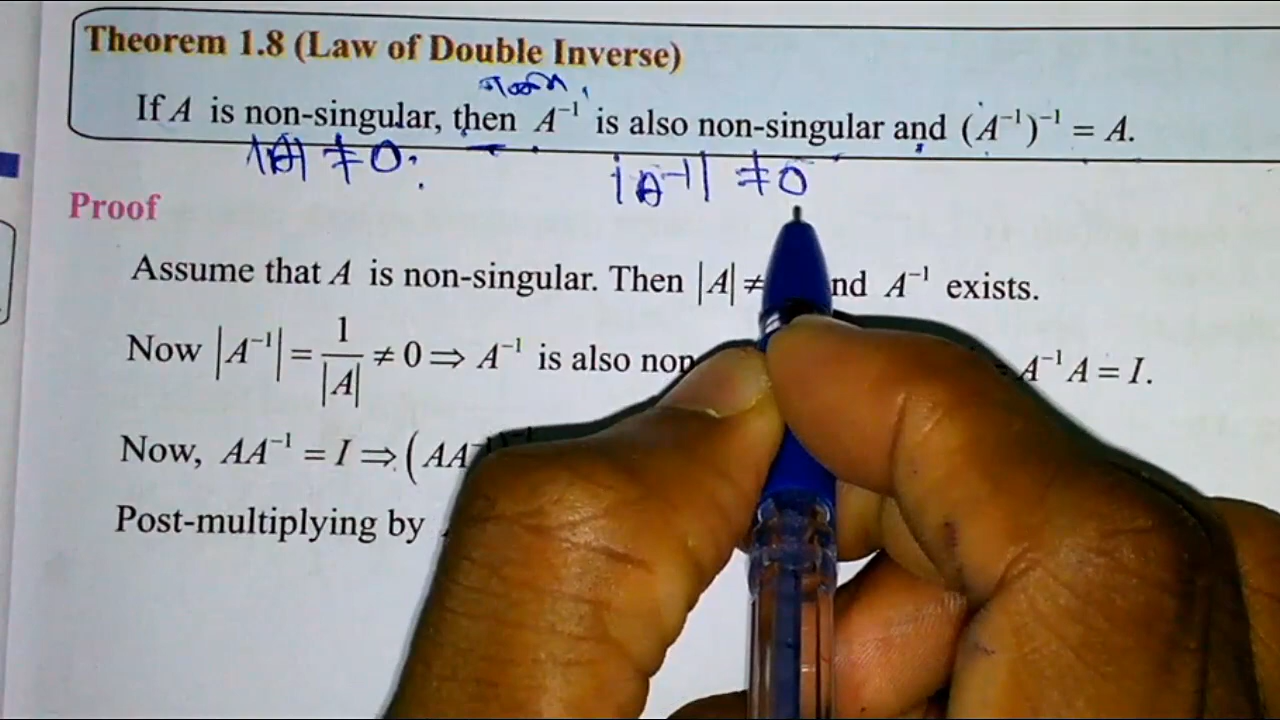 Theorem 1.8 (Law of Double Inverse)
If A is non-singular, then A⁻¹ is also non-singular and (A⁻¹)⁻¹ = A.
|A| ≠ 0. |A⁻¹| ≠ 0
Proof
Assume that A is non-singular. Then |A| ≠ nd A⁻¹ exists.
Now |A⁻¹| = 1/|A| ≠ 0 ⇒ A⁻¹ is also non A⁻¹A = I.
Now, AA⁻¹ = I ⇒ (AA
Post-multiplying by